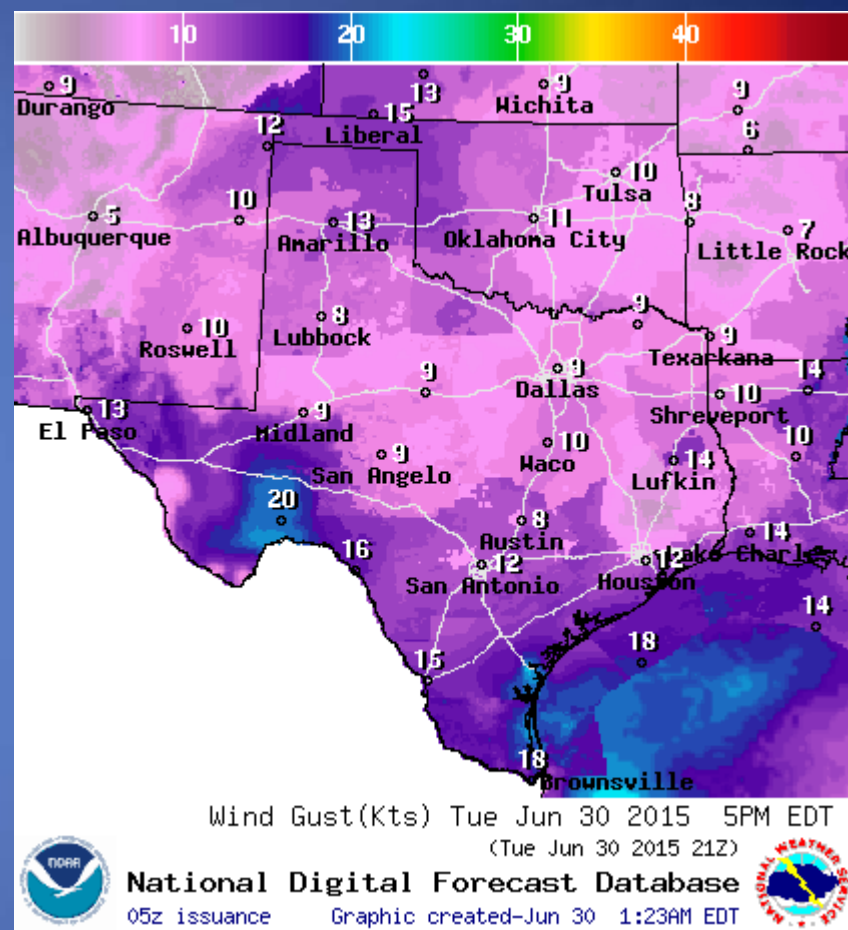 10 20 30 40
9 13 9 9
Durango Wichita
15
Liberal
12 6
10
Tulsa
5 10 13 11 8 7
Albuquerque Amarillo Oklahoma City Little Rock
10 8 9
Roswell Lubbock
9
Texarkana
9 9 14
Dallas
13 9 10
El Paso Midland Shreveport
9 10 14 10
San Angelo Waco Lufkin
20 8 14
Austin
16 12 12 Lake Charles
San Antonio Houston
14
15 18
18
Brownsville
Wind Gust(Kts) Tue Jun 30 2015 5PM EDT
(Tue Jun 30 2015 21Z)
National Digital Forecast Database
05z issuance Graphic created-Jun 30 1:23AM EDT
NOAA
NATIONAL WEATHER SERVICE